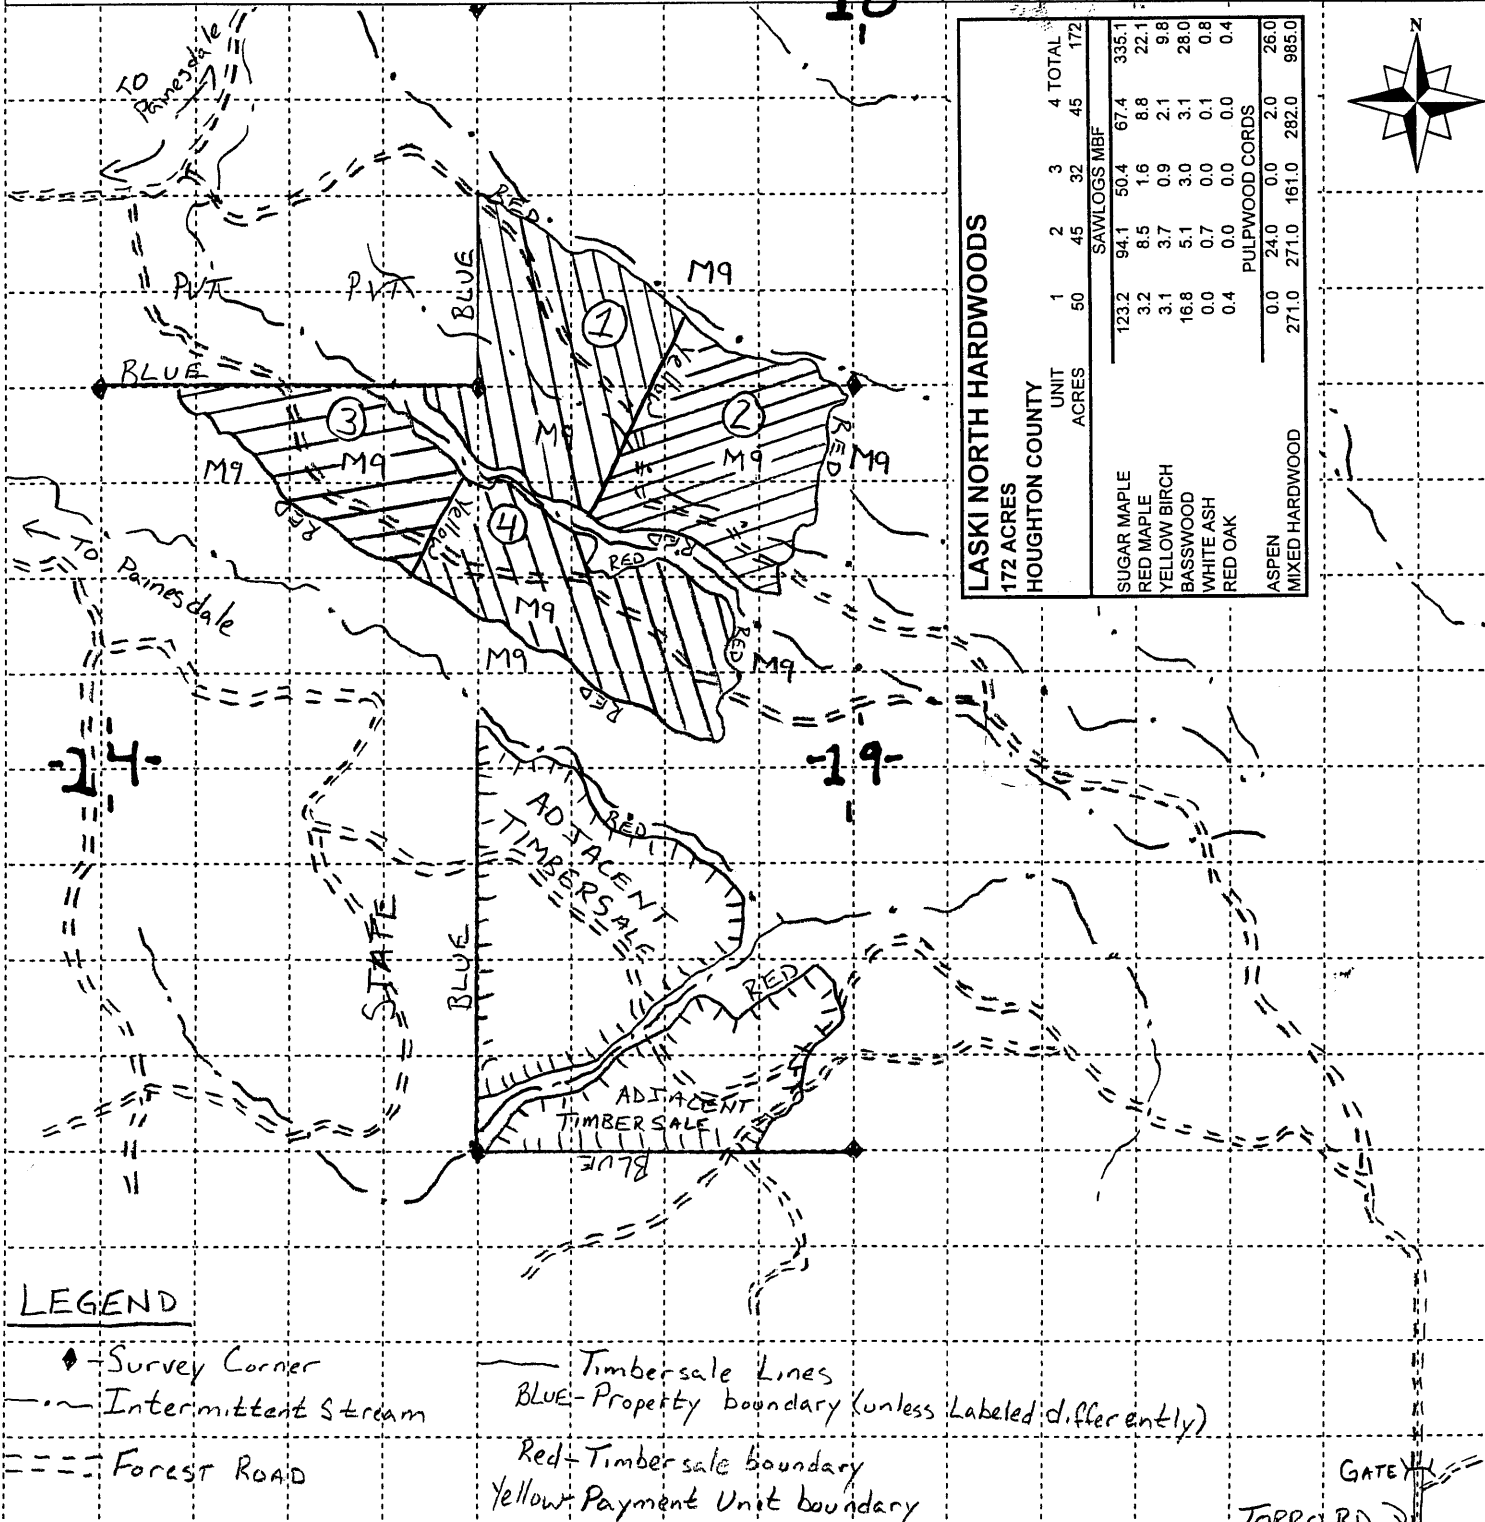 18
N
TO
Painesdale
RED
M9
PVT
PVT
BLUE
1
Yellow
BLUE
3
2
M9
M9
M9
M9
RED
M9
RED
Yellow
4
RED
RED
TO
Painesdale
M9
M9
RED
M9
RED
-24-
-19-
ADJACENT
TIMBERSALE
RED
STATE
BLUE
RED
ADJACENT
TIMBERSALE
BLUE
LASKI NORTH HARDWOODS
172 ACRES
HOUGHTON COUNTY
UNIT 1 2 3 4 TOTAL
ACRES 50 45 32 45 172
SAWLOGS MBF
SUGAR MAPLE 123.2 94.1 50.4 67.4 335.1
RED MAPLE 3.2 8.5 1.6 8.8 22.1
YELLOW BIRCH 3.1 3.7 0.9 2.1 9.8
BASSWOOD 16.8 5.1 3.0 3.1 28.0
WHITE ASH 0.0 0.7 0.0 0.1 0.8
RED OAK 0.4 0.0 0.0 0.0 0.4
PULPWOOD CORDS
ASPEN 0.0 24.0 0.0 2.0 26.0
MIXED HARDWOOD 271.0 271.0 161.0 282.0 985.0
LEGEND
Survey Corner
Intermittent Stream
Forest ROAD
Timbersale Lines
BLUE-Property boundary (unless Labeled differently)
Red-Timbersale boundary
Yellow-Payment Unit boundary
GATE